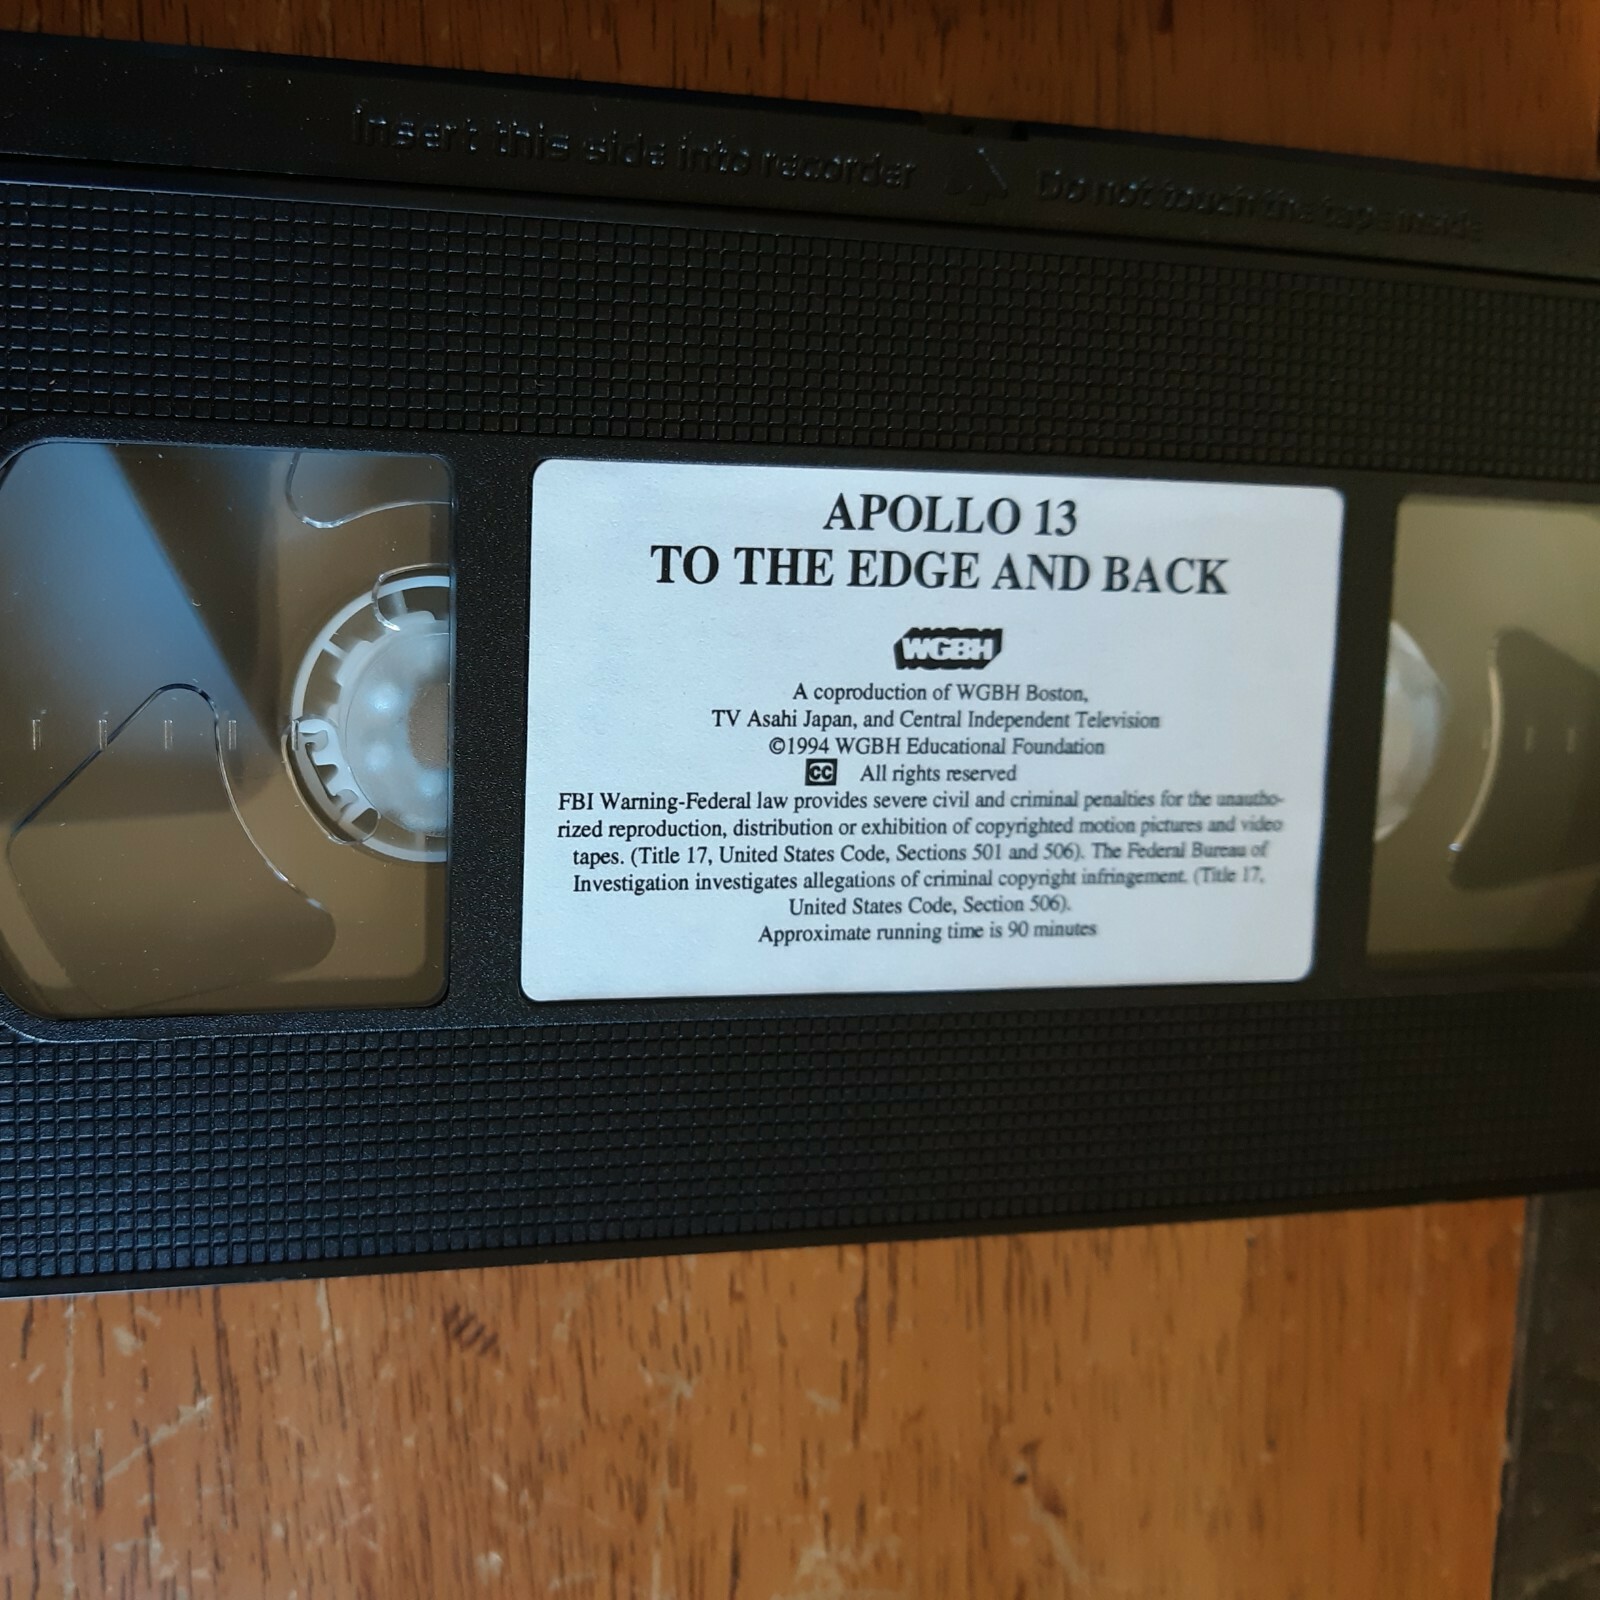 Insert this side into recorder Do not touch the tape inside
APOLLO 13
TO THE EDGE AND BACK
WGBH
A coproduction of WGBH Boston,
TV Asahi Japan, and Central Independent Television
©1994 WGBH Educational Foundation
CC All rights reserved
FBI Warning-Federal law provides severe civil and criminal penalties for the unautho-
rized reproduction, distribution or exhibition of copyrighted motion pictures and video
tapes. (Title 17, United States Code, Sections 501 and 506). The Federal Bureau of
Investigation investigates allegations of criminal copyright infringement. (Title 17,
United States Code, Section 506).
Approximate running time is 90 minutes